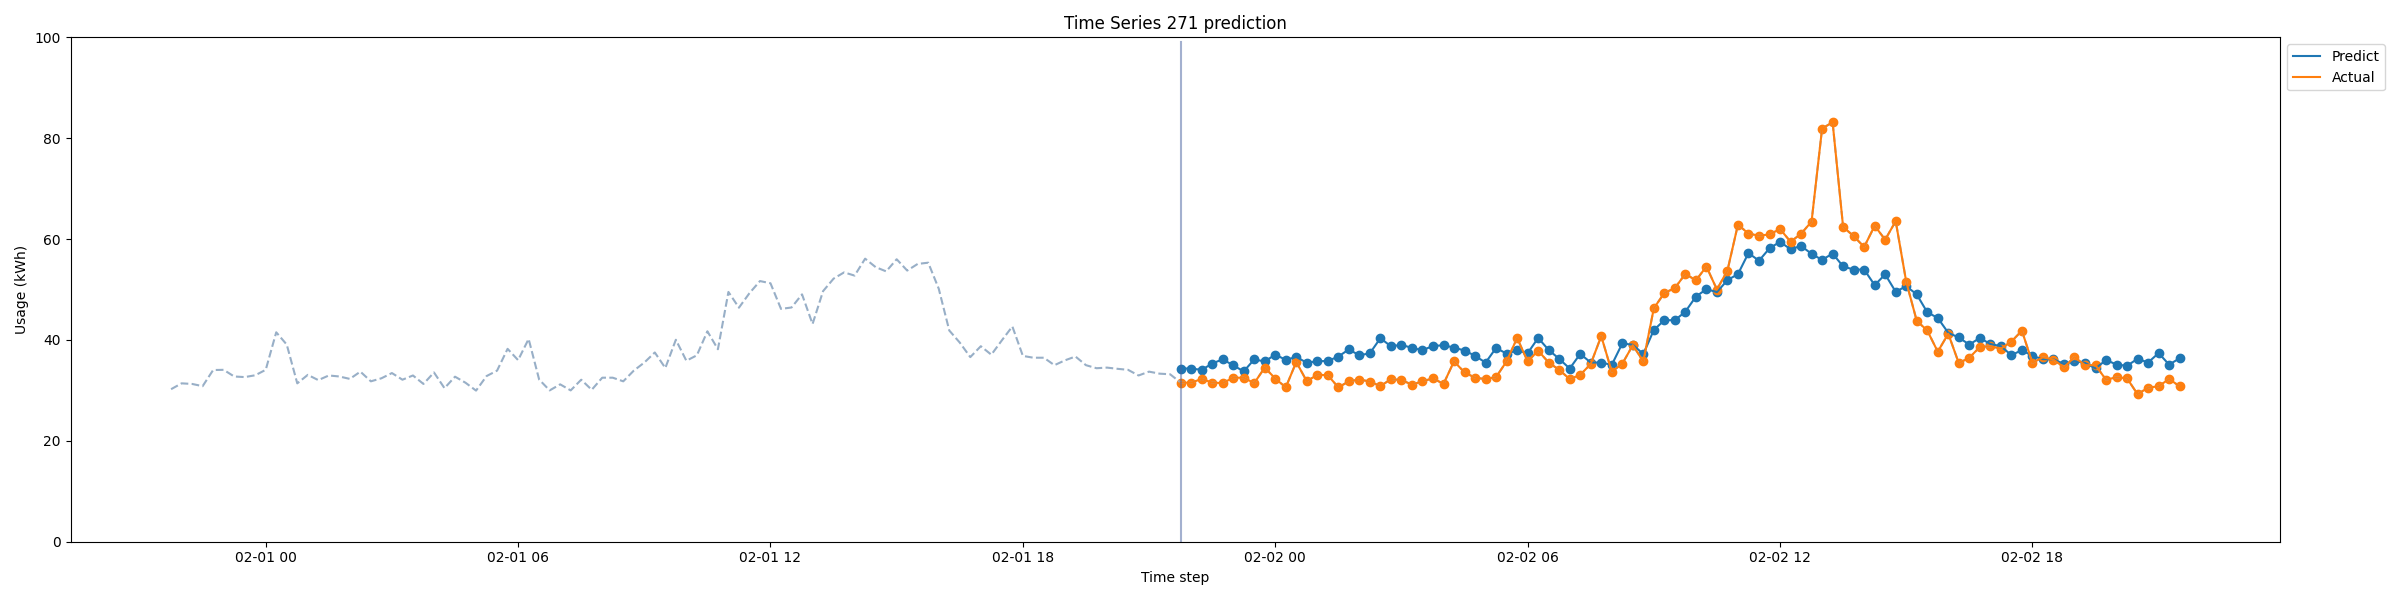 Time Series 271 prediction
Predict
Actual
Usage (kWh)
100
80
60
40
20
0
02-01 00
02-01 06
02-01 12
02-01 18
02-02 00
02-02 06
02-02 12
02-02 18
Time step